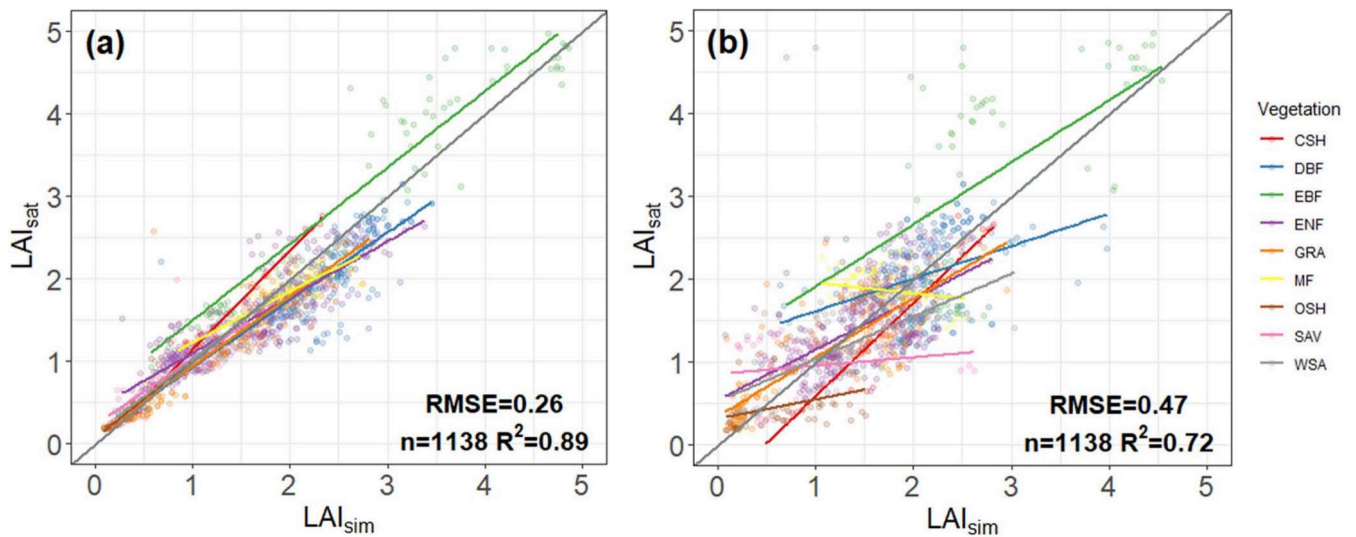 (a)
5
4
3
2
1
0
LAIsat
RMSE=0.26
n=1138 R²=0.89
0 1 2 3 4 5
LAIsim
(b)
5
4
3
2
1
0
LAIsat
RMSE=0.47
n=1138 R²=0.72
0 1 2 3 4 5
LAIsim
Vegetation
CSH
DBF
EBF
ENF
GRA
MF
OSH
SAV
WSA